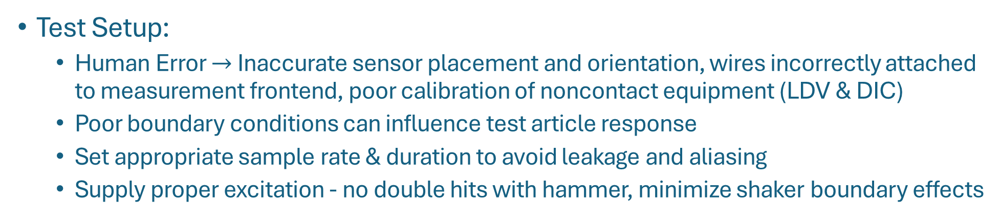 • Test Setup:
• Human Error → Inaccurate sensor placement and orientation, wires incorrectly attached
to measurement frontend, poor calibration of noncontact equipment (LDV & DIC)
• Poor boundary conditions can influence test article response
• Set appropriate sample rate & duration to avoid leakage and aliasing
• Supply proper excitation - no double hits with hammer, minimize shaker boundary effects